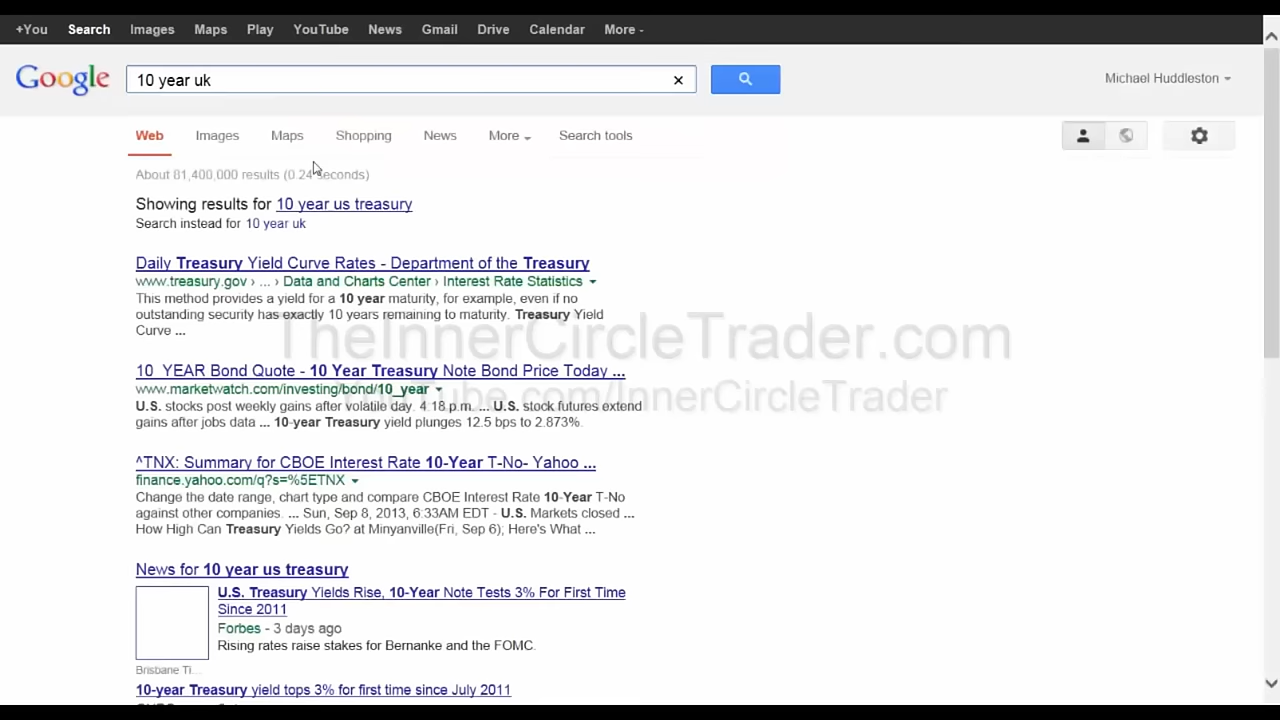 +You Search Images Maps Play YouTube News Gmail Drive Calendar More
Google 10 year uk × Michael Huddleston
Web Images Maps Shopping News More Search tools
About 81,400,000 results (0.24 seconds)
Showing results for 10 year us treasury
Search instead for 10 year uk
Daily Treasury Yield Curve Rates - Department of the Treasury
www.treasury.gov › ... › Data and Charts Center › Interest Rate Statistics
This method provides a yield for a 10 year maturity, for example, even if no
outstanding security has exactly 10 years remaining to maturity. Treasury Yield
Curve ...
TheInnerCircleTrader.com
10_YEAR Bond Quote - 10 Year Treasury Note Bond Price Today ...
www.marketwatch.com/investing/bond/10_year
YouTube.com/InnerCircleTrader
U.S. stocks post weekly gains after volatile day. 4:18 p.m. ... U.S. stock futures extend
gains after jobs data ... 10-year Treasury yield plunges 12.5 bps to 2.873%.
^TNX: Summary for CBOE Interest Rate 10-Year T-No- Yahoo ...
finance.yahoo.com/q?s=%5ETNX
Change the date range, chart type and compare CBOE Interest Rate 10-Year T-No
against other companies. ... Sun, Sep 8, 2013, 6:33AM EDT - U.S. Markets closed ...
How High Can Treasury Yields Go? at Minyanville(Fri, Sep 6); Here's What ...
News for 10 year us treasury
U.S. Treasury Yields Rise, 10-Year Note Tests 3% For First Time
Since 2011
Forbes - 3 days ago
Rising rates raise stakes for Bernanke and the FOMC.
Brisbane Ti...
10-year Treasury yield tops 3% for first time since July 2011